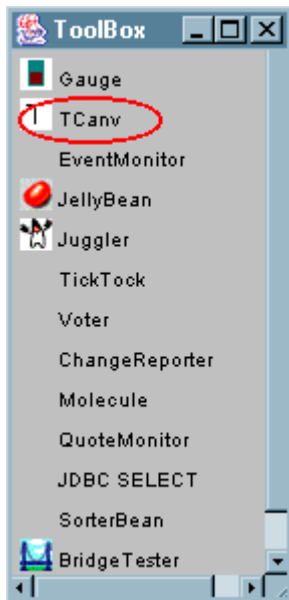 ToolBox
Gauge
TCanv
EventMonitor
JellyBean
Juggler
TickTock
Voter
ChangeReporter
Molecule
QuoteMonitor
JDBC SELECT
SorterBean
BridgeTester